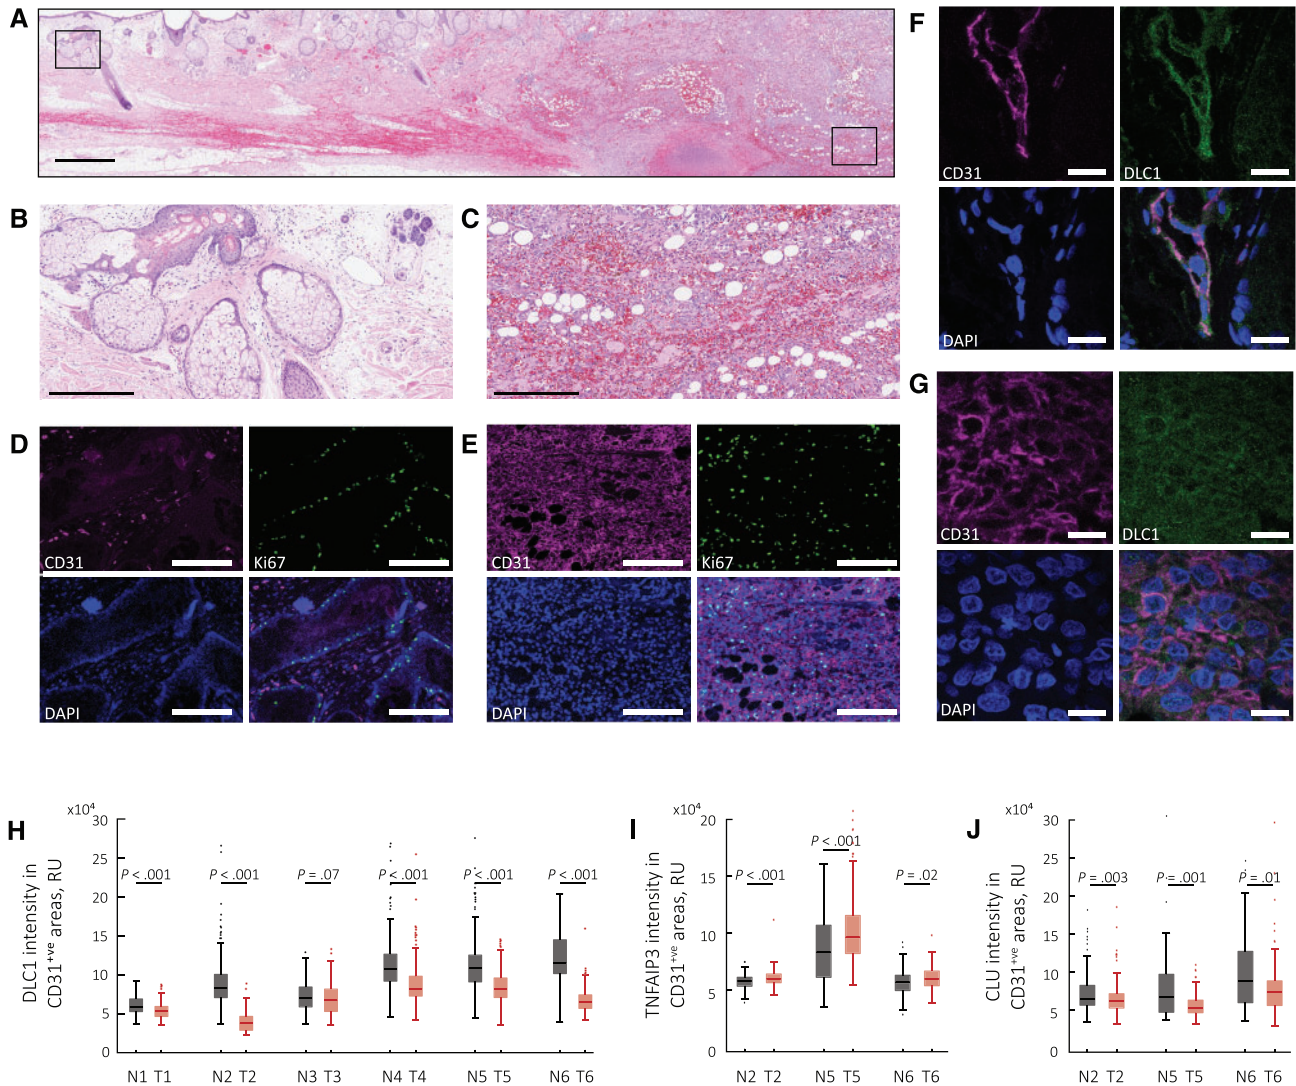 A
B
C
D
CD31
Ki67
DAPI
E
CD31
Ki67
DAPI
F
CD31
DLC1
DAPI
G
CD31
DLC1
DAPI
H
x10⁴
DLC1 intensity in
CD31⁺ᵛᵉ areas, RU
30
25
20
15
10
5
0
P < .001
P < .001
P = .07
P < .001
P < .001
P < .001
N1 T1 N2 T2 N3 T3 N4 T4 N5 T5 N6 T6
I
x10⁴
TNFAIP3 intensity in
CD31⁺ᵛᵉ areas, RU
20
15
10
5
0
P < .001
P < .001
P = .02
N2 T2 N5 T5 N6 T6
J
x10⁴
CLU intensity in
CD31⁺ᵛᵉ areas, RU
30
25
20
15
10
5
0
P = .003
P = .001
P = .01
N2 T2 N5 T5 N6 T6